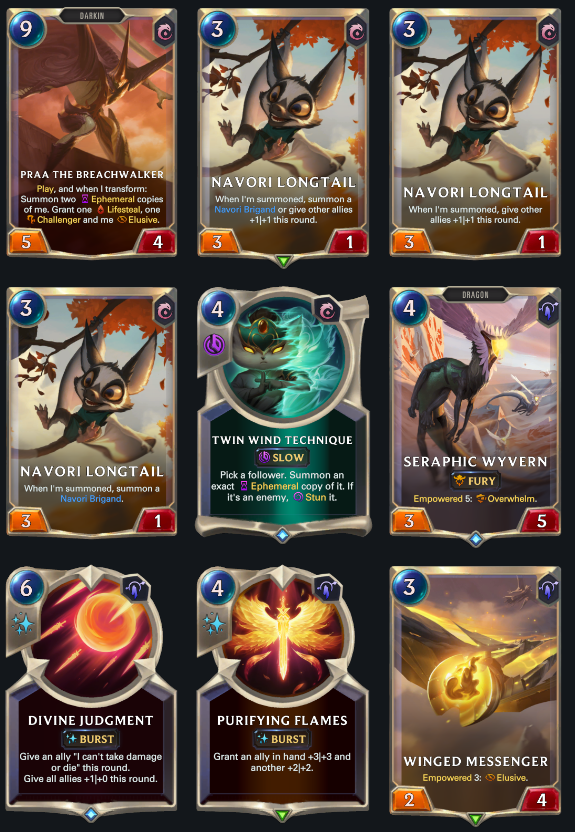 9
DARKIN
PRAA THE BREACHWALKER
Play, and when I transform:
Summon two Ephemeral copies
of me. Grant one Lifesteal, one
Challenger and me Elusive.
5
4
3
NAVORI LONGTAIL
When I'm summoned, summon a
Navori Brigand or give other allies
+1|+1 this round.
3
1
3
NAVORI LONGTAIL
When I'm summoned, give other
allies +1|+1 this round.
3
1
3
NAVORI LONGTAIL
When I'm summoned, summon a
Navori Brigand.
3
1
4
TWIN WIND TECHNIQUE
SLOW
Pick a follower. Summon an
exact Ephemeral copy of it. If
it's an enemy, Stun it.
4
DRAGON
SERAPHIC WYVERN
FURY
Empowered 5: Overwhelm.
3
5
6
DIVINE JUDGMENT
BURST
Give an ally "I can't take damage
or die" this round.
Give all allies +1|+0 this round.
4
PURIFYING FLAMES
BURST
Grant an ally in hand +3|+3 and
another +2|+2.
3
WINGED MESSENGER
Empowered 3: Elusive.
2
4